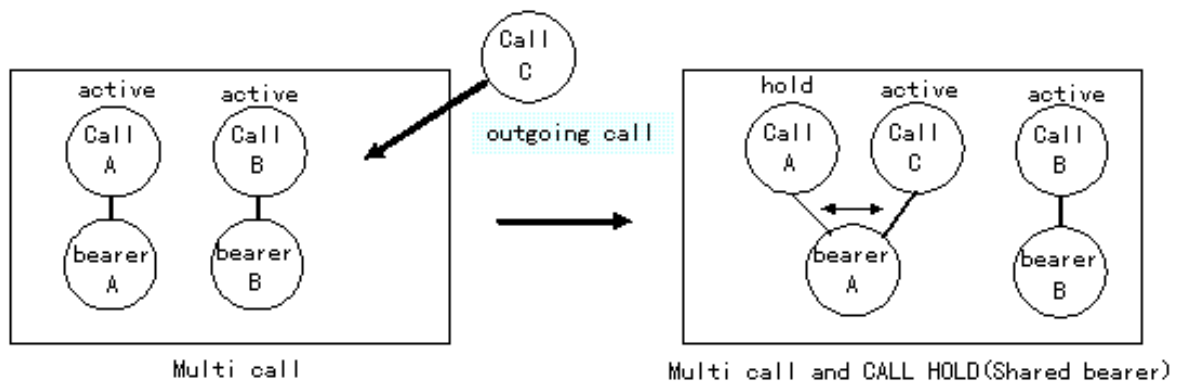 Call
C
active
active
Call
A
Call
B
bearer
A
bearer
B
Multi call
outgoing call
hold
active
active
Call
A
Call
C
Call
B
bearer
A
bearer
B
Multi call and CALL HOLD(Shared bearer)